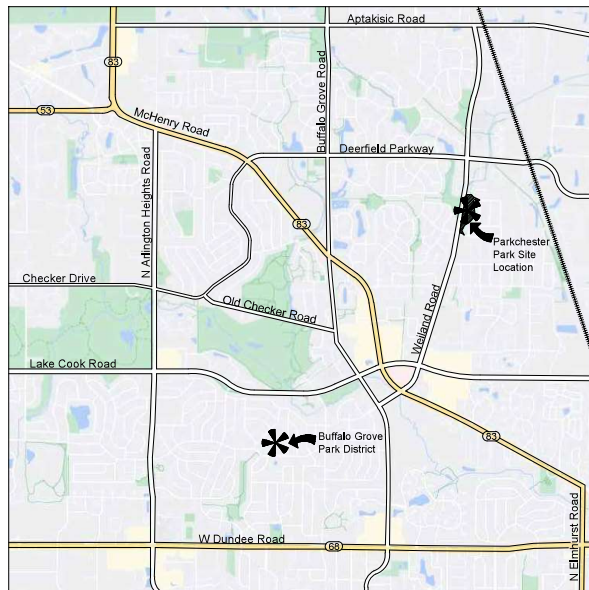 Aptakisic Road
83
53
McHenry Road
Buffalo Grove Road
Deerfield Parkway
N Arlington Heights Road
83
Parkchester
Park Site
Location
Checker Drive
Old Checker Road
Weiland Road
Lake Cook Road
Buffalo Grove
Park District
83
W Dundee Road
68
N Elmhurst Road